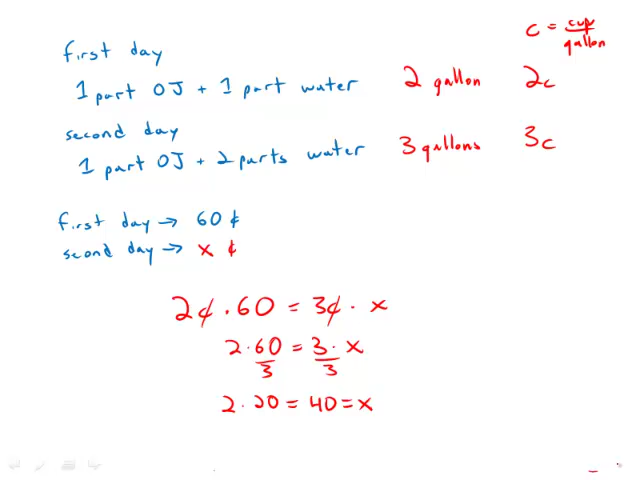 c = cup/gallon
first day
1 part OJ + 1 part water 2 gallon 2c
second day
1 part OJ + 2 parts water 3 gallons 3c
first day → 60 ¢
second day → x ¢
2c · 60 = 3c · x
2 · 60/3 = 3 · x/3
2 · 20 = 40 = x